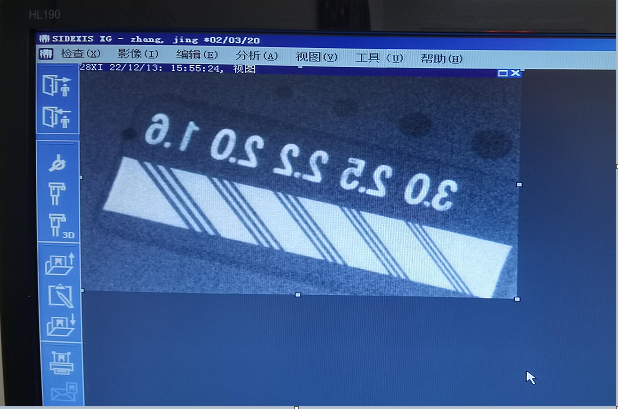 HL190
SIDEXIS XG - zhang, jing *02/03/20
检查(X) 影像(I) 编辑(E) 分析(A) 视图(V) 工具(U) 帮助(H)
28XI 22/12/13: 15:55:24, 视图
1.6 2.0 2.2 2.5 3.0
3D